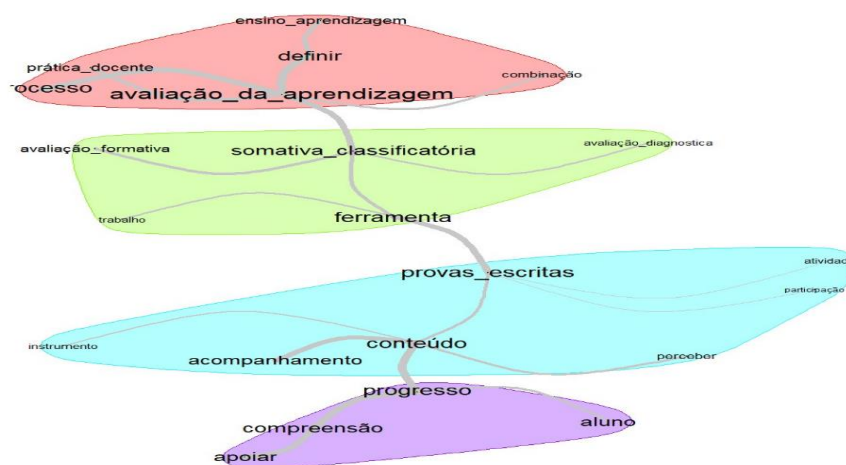 ensino_aprendizagem
definir
prática_docente
combinação
ocesso
avaliação_da_aprendizagem
avaliação_formativa
somativa_classificatória
avaliação_diagnostica
trabalho
ferramenta
provas_escritas
atividad
participação
instrumento
conteúdo
acompanhamento
perceber
progresso
compreensão
aluno
apoiar